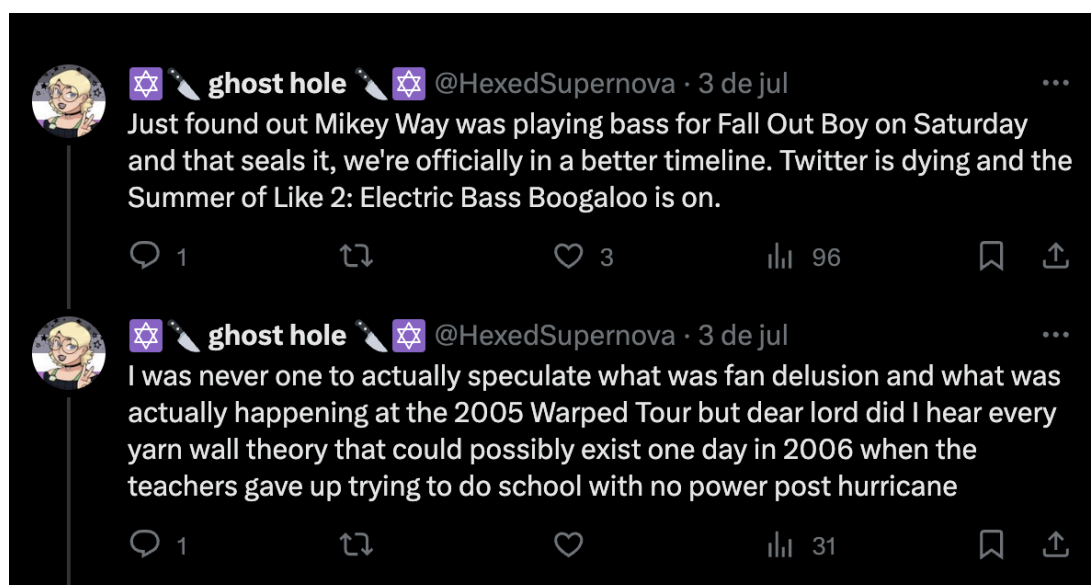 ✡️🔪 ghost hole 🔪✡️ @HexedSupernova · 3 de jul
Just found out Mikey Way was playing bass for Fall Out Boy on Saturday
and that seals it, we're officially in a better timeline. Twitter is dying and the
Summer of Like 2: Electric Bass Boogaloo is on.
1 3 96
✡️🔪 ghost hole 🔪✡️ @HexedSupernova · 3 de jul
I was never one to actually speculate what was fan delusion and what was
actually happening at the 2005 Warped Tour but dear lord did I hear every
yarn wall theory that could possibly exist one day in 2006 when the
teachers gave up trying to do school with no power post hurricane
1 31